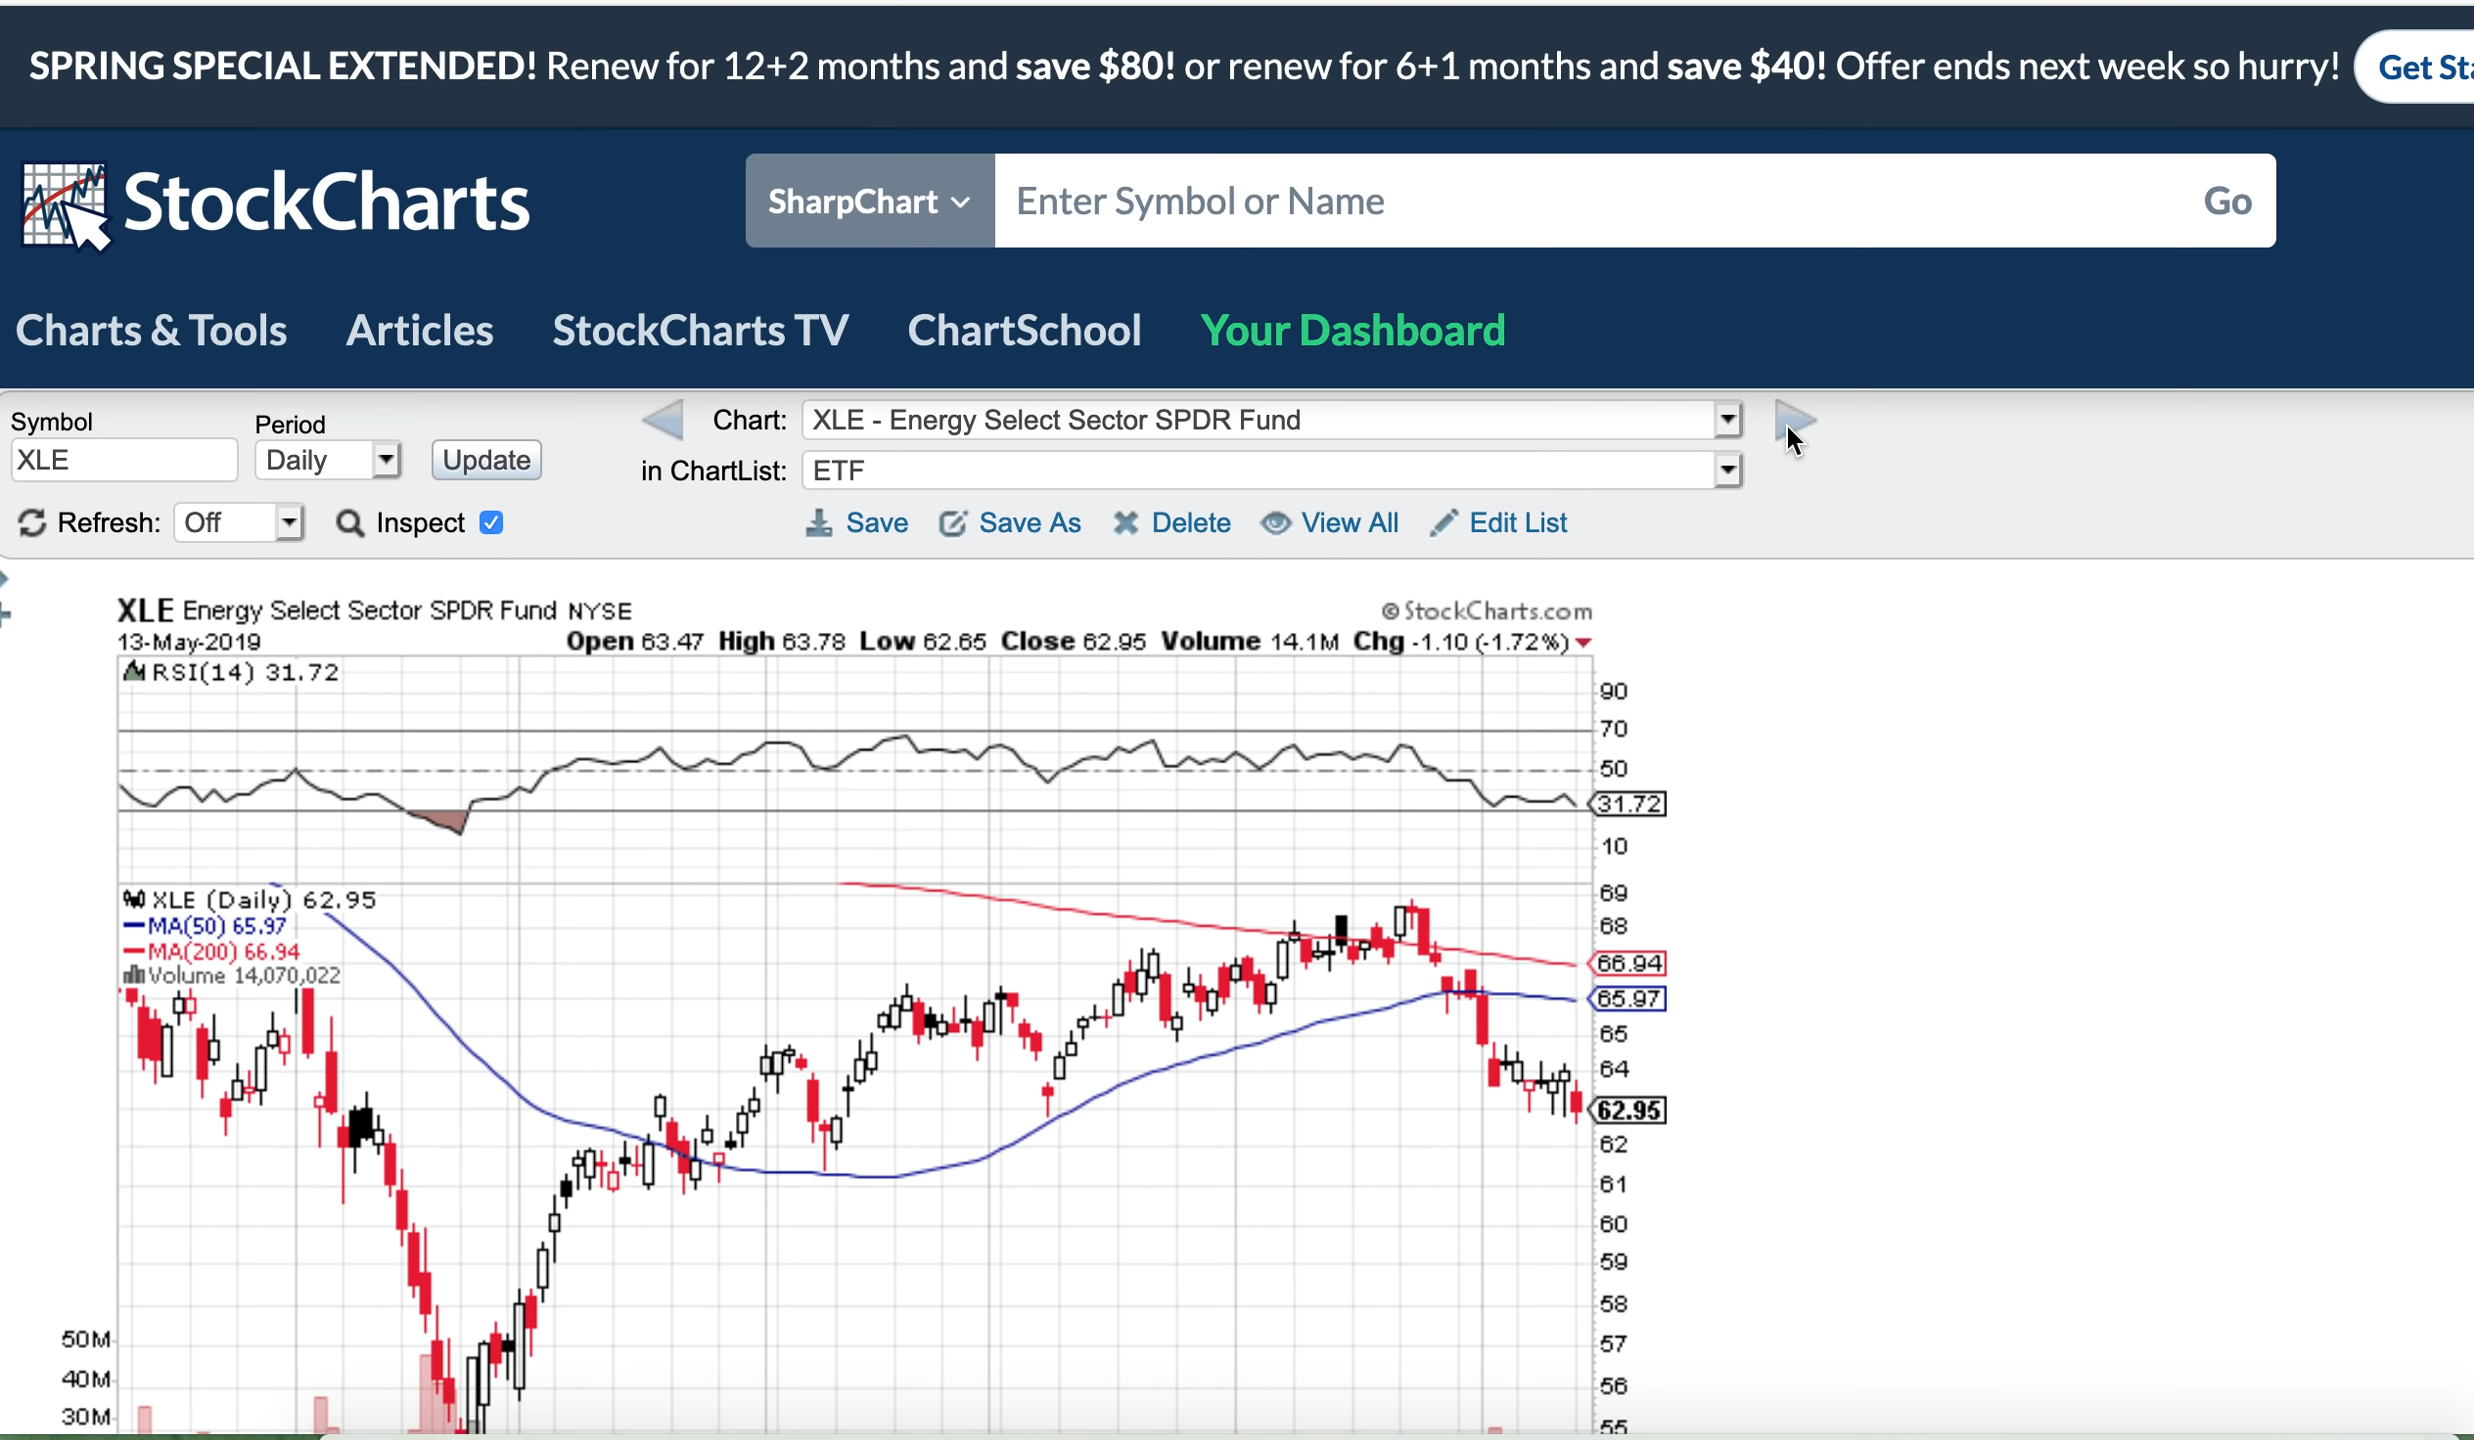 SPRING SPECIAL EXTENDED! Renew for 12+2 months and save $80! or renew for 6+1 months and save $40! Offer ends next week so hurry! Get
StockCharts SharpChart Enter Symbol or Name Go
Charts & Tools Articles StockCharts TV ChartSchool Your Dashboard
Symbol Period Chart: XLE - Energy Select Sector SPDR Fund
XLE Daily Update in ChartList: ETF
Refresh: Off Inspect Save Save As Delete View All Edit List
XLE Energy Select Sector SPDR Fund NYSE © StockCharts.com
13-May-2019 Open 63.47 High 63.78 Low 62.65 Close 62.95 Volume 14.1M Chg -1.10 (-1.72%)
RSI(14) 31.72
90
70
50
31.72
10
XLE (Daily) 62.95
MA(50) 65.97
MA(200) 66.94
Volume 14,070,022
69
68
66.94
65.97
65
64
62.95
62
61
60
59
58
57
56
55
50M
40M
30M